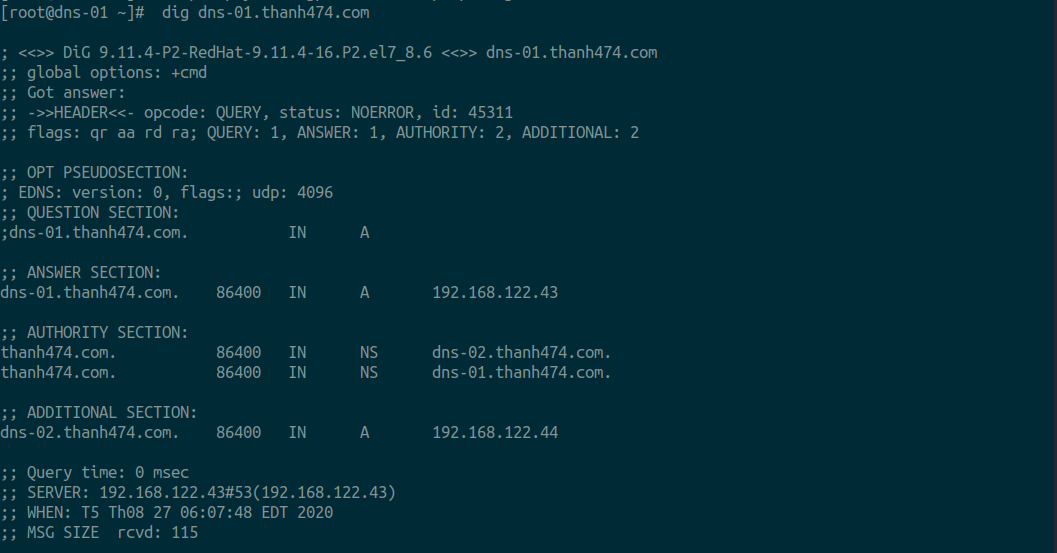 [root@dns-01 ~]#  dig dns-01.thanh474.com
; <<>> DiG 9.11.4-P2-RedHat-9.11.4-16.P2.el7_8.6 <<>> dns-01.thanh474.com
;; global options: +cmd
;; Got answer:
;; ->>HEADER<<- opcode: QUERY, status: NOERROR, id: 45311
;; flags: qr aa rd ra; QUERY: 1, ANSWER: 1, AUTHORITY: 2, ADDITIONAL: 2
;; OPT PSEUDOSECTION:
; EDNS: version: 0, flags:; udp: 4096
;; QUESTION SECTION:
;dns-01.thanh474.com.           IN      A
;; ANSWER SECTION:
dns-01.thanh474.com.    86400   IN      A       192.168.122.43
;; AUTHORITY SECTION:
thanh474.com.           86400   IN      NS      dns-02.thanh474.com.
thanh474.com.           86400   IN      NS      dns-01.thanh474.com.
;; ADDITIONAL SECTION:
dns-02.thanh474.com.    86400   IN      A       192.168.122.44
;; Query time: 0 msec
;; SERVER: 192.168.122.43#53(192.168.122.43)
;; WHEN: T5 Th08 27 06:07:48 EDT 2020
;; MSG SIZE  rcvd: 115